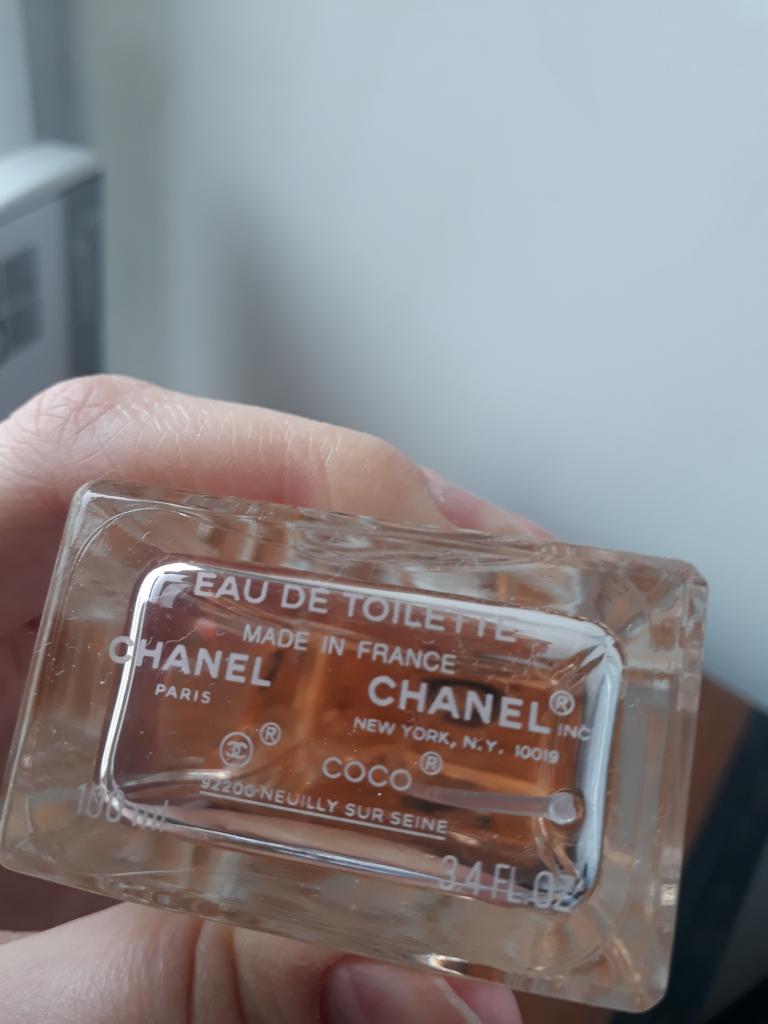 EAU DE TOILETTE
MADE IN FRANCE
CHANEL
PARIS
CHANEL® INC
NEW YORK, N.Y. 10019
®
COCO®
92200 NEUILLY SUR SEINE
100 ml
3.4 FL.OZ